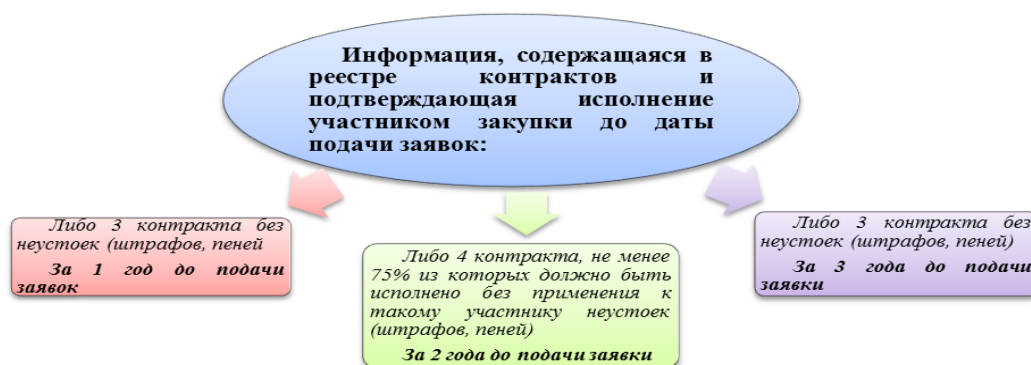 Информация, содержащаяся в
реестре контрактов и
подтверждающая исполнение
участником закупки до даты
подачи заявок:
Либо 3 контракта без
неустоек (штрафов, пеней
За 1 год до подачи
заявок
Либо 4 контракта, не менее
75% из которых должно быть
исполнено без применения к
такому участнику неустоек
(штрафов, пеней)
За 2 года до подачи заявки
Либо 3 контракта без
неустоек (штрафов, пеней)
За 3 года до подачи
заявки